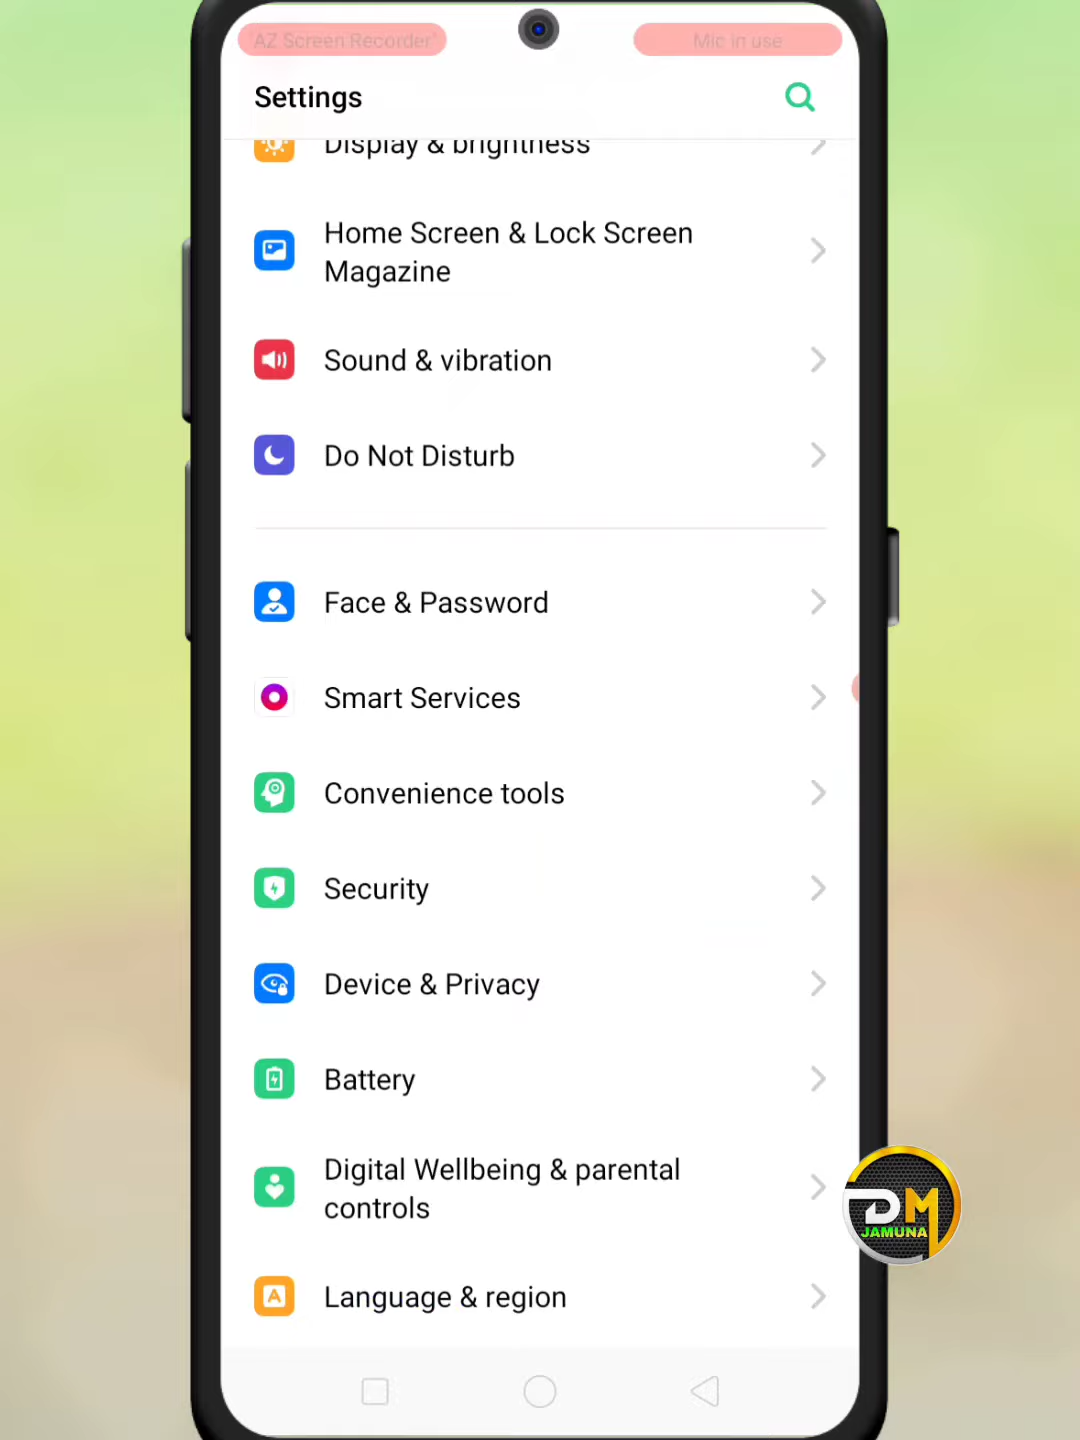 AZ Screen Recorder
Mic in use
Settings
Display & brightness
Home Screen & Lock Screen
Magazine
Sound & vibration
Do Not Disturb
Face & Password
Smart Services
Convenience tools
Security
Device & Privacy
Battery
Digital Wellbeing & parental
controls
Language & region
A
DM
JAMUNA